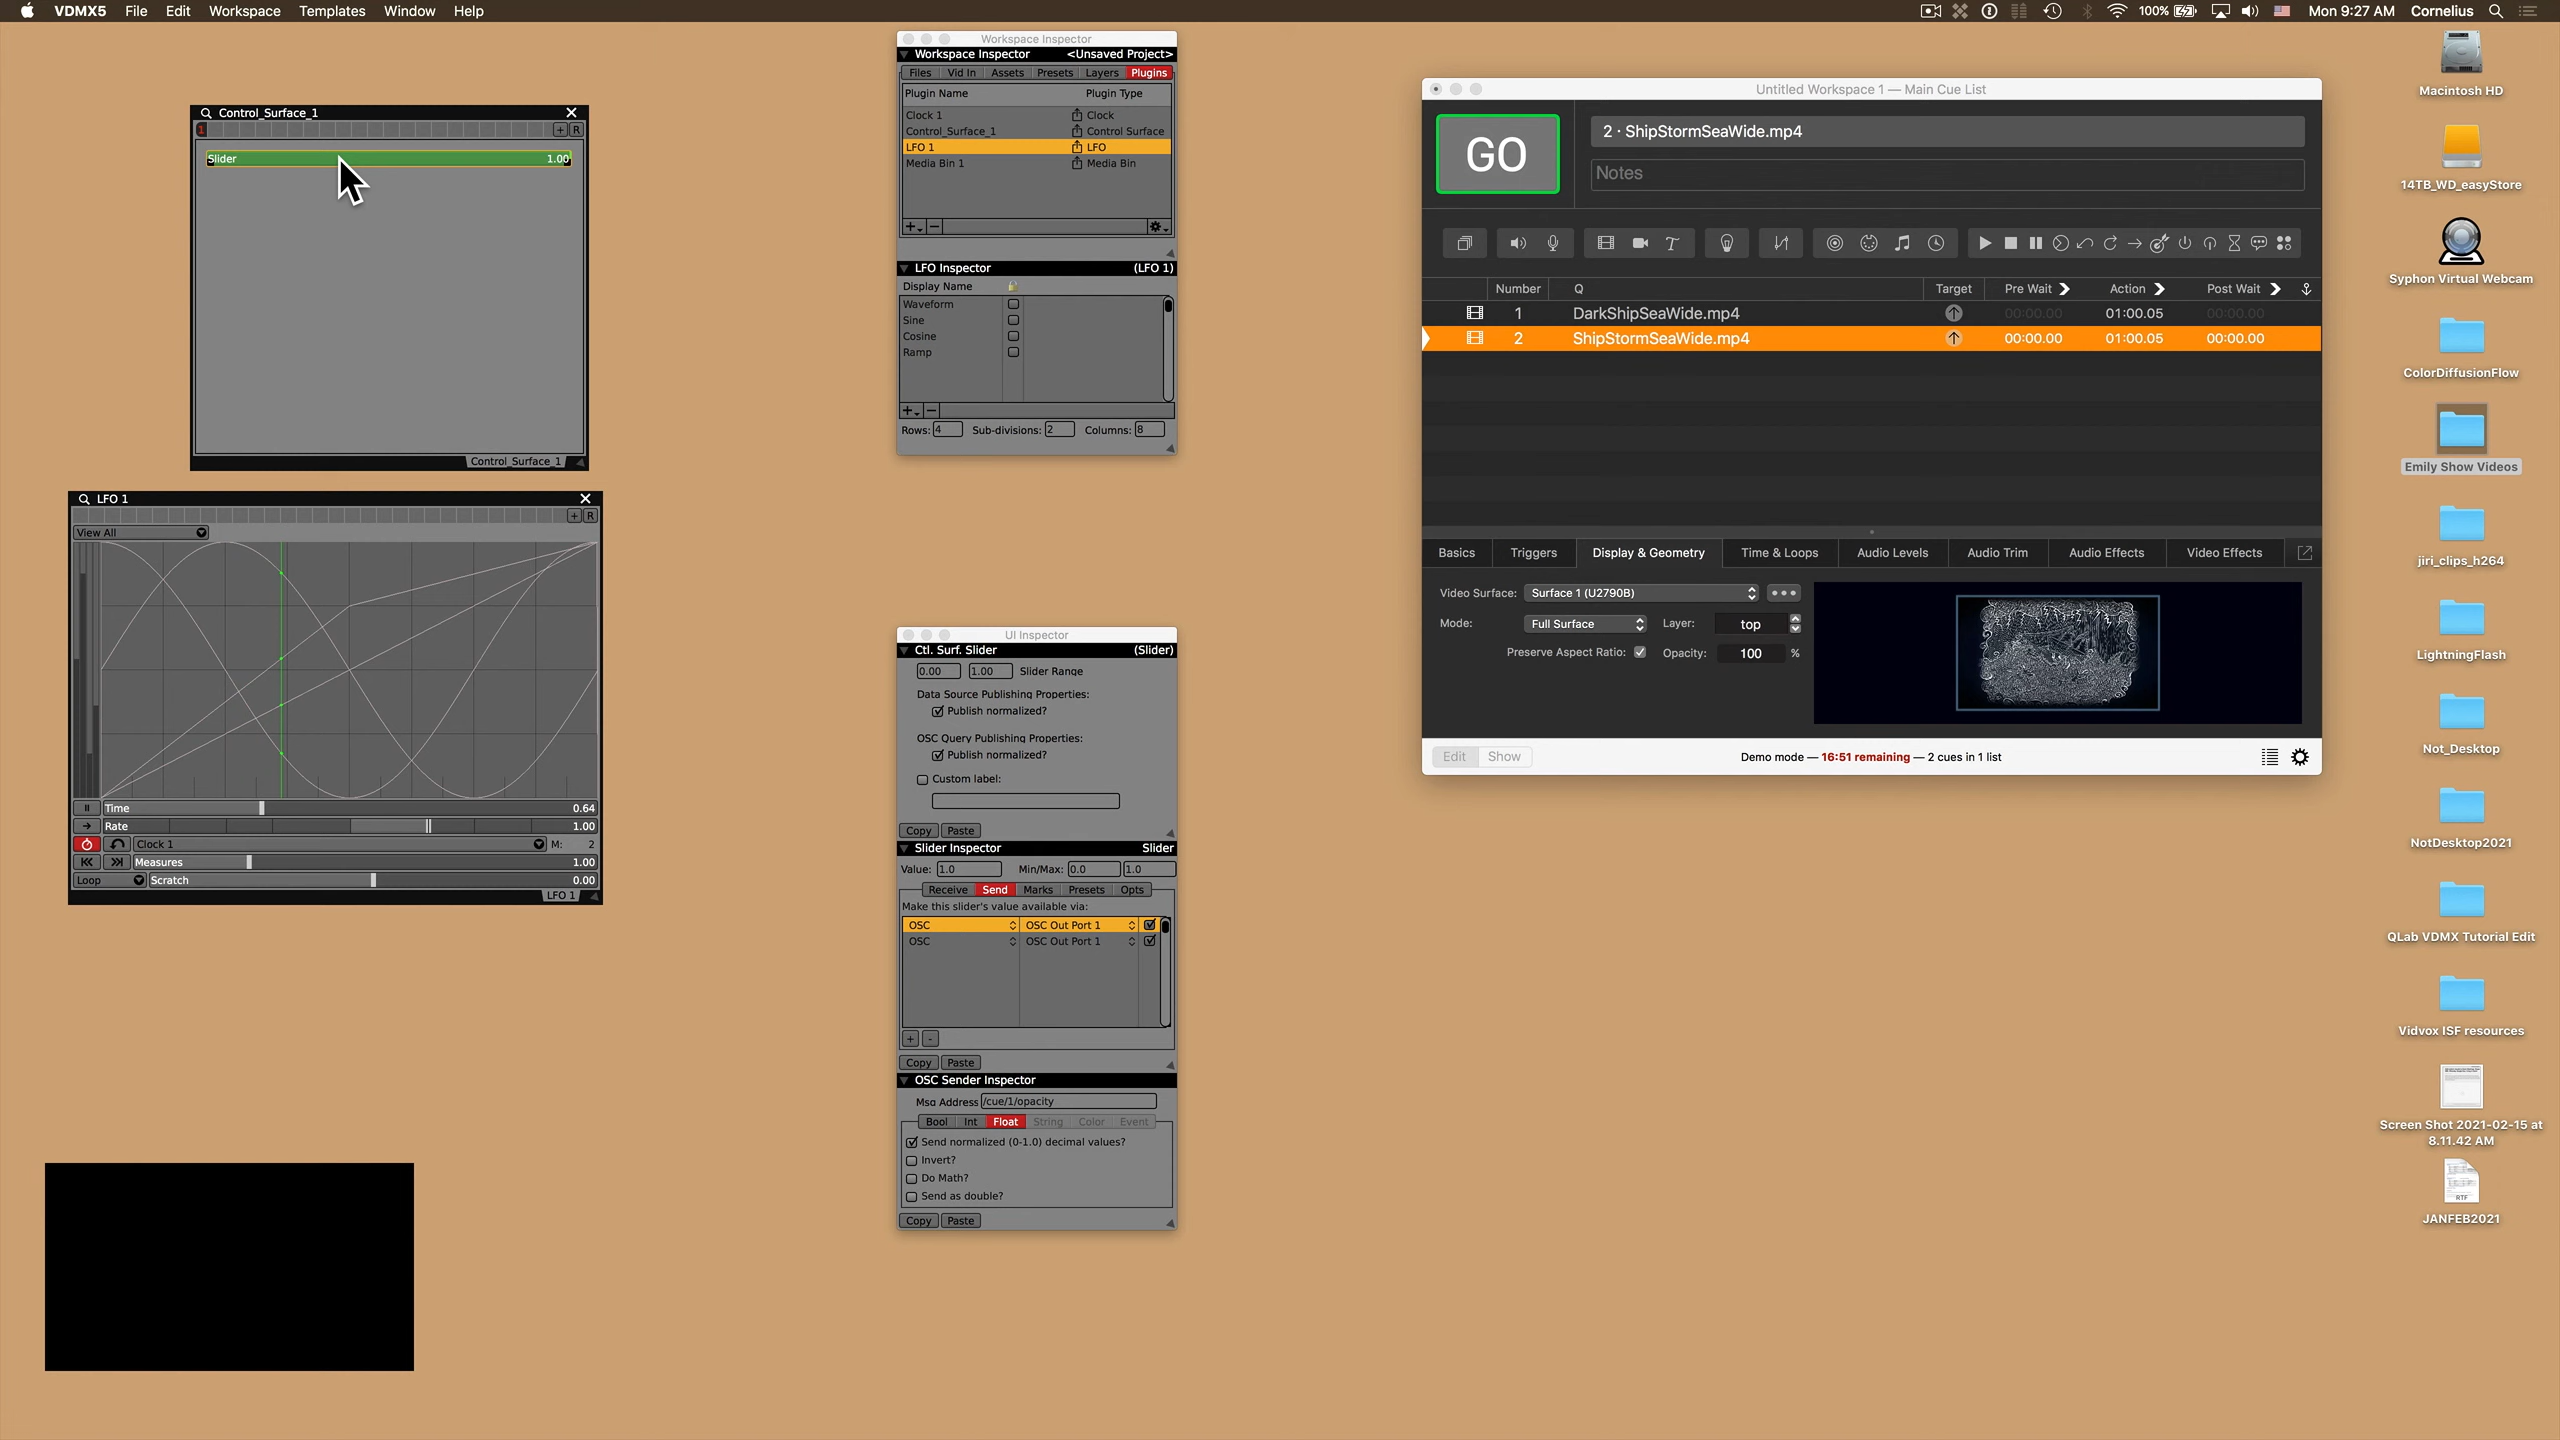 VDMX5 File Edit Workspace Templates Window Help
100% Mon 9:27 AM Cornelius
Control_Surface_1
1 + R
Slider 1.00
Control_Surface_1
LFO 1
+ R
View All
Time 0.64
Rate 1.00
Clock 1 M: 2
Measures 1.00
Loop Scratch 0.00
LFO 1
Workspace Inspector
Workspace Inspector <Unsaved Project>
Files Vid In Assets Presets Layers Plugins
Plugin Name Plugin Type
Clock 1 Clock
Control_Surface_1 Control Surface
LFO 1 LFO
Media Bin 1 Media Bin
LFO Inspector (LFO 1)
Display Name
Waveform
Sine
Cosine
Ramp
Rows: 4 Sub-divisions: 2 Columns: 8
UI Inspector
Ctl. Surf. Slider (Slider)
0.00 1.00 Slider Range
Data Source Publishing Properties:
Publish normalized?
OSC Query Publishing Properties:
Publish normalized?
Custom label:
Copy Paste
Slider Inspector Slider
Value: 1.0 Min/Max: 0.0 1.0
Receive Send Marks Presets Opts
Make this slider's value available via:
OSC OSC Out Port 1
OSC OSC Out Port 1
+ -
Copy Paste
OSC Sender Inspector
Msg Address /cue/1/opacity
Bool Int Float String Color Event
Send normalized (0-1.0) decimal values?
Invert?
Do Math?
Send as double?
Copy Paste
Untitled Workspace 1 — Main Cue List
GO
2 · ShipStormSeaWide.mp4
Notes
Number Q Target Pre Wait Action Post Wait
1 DarkShipSeaWide.mp4 00:00.00 01:00.05 00:00.00
2 ShipStormSeaWide.mp4 00:00.00 01:00.05 00:00.00
Basics Triggers Display & Geometry Time & Loops Audio Levels Audio Trim Audio Effects Video Effects
Video Surface: Surface 1 (U2790B)
Mode: Full Surface Layer: top
Preserve Aspect Ratio: Opacity: 100 %
Edit Show Demo mode — 16:51 remaining — 2 cues in 1 list
Macintosh HD
14TB_WD_easyStore
Syphon Virtual Webcam
ColorDiffusionFlow
Emily Show Videos
jiri_clips_h264
LightningFlash
Not_Desktop
NotDesktop2021
QLab VDMX Tutorial Edit
Vidvox ISF resources
Screen Shot 2021-02-15 at
8.11.42 AM
RTF
JANFEB2021